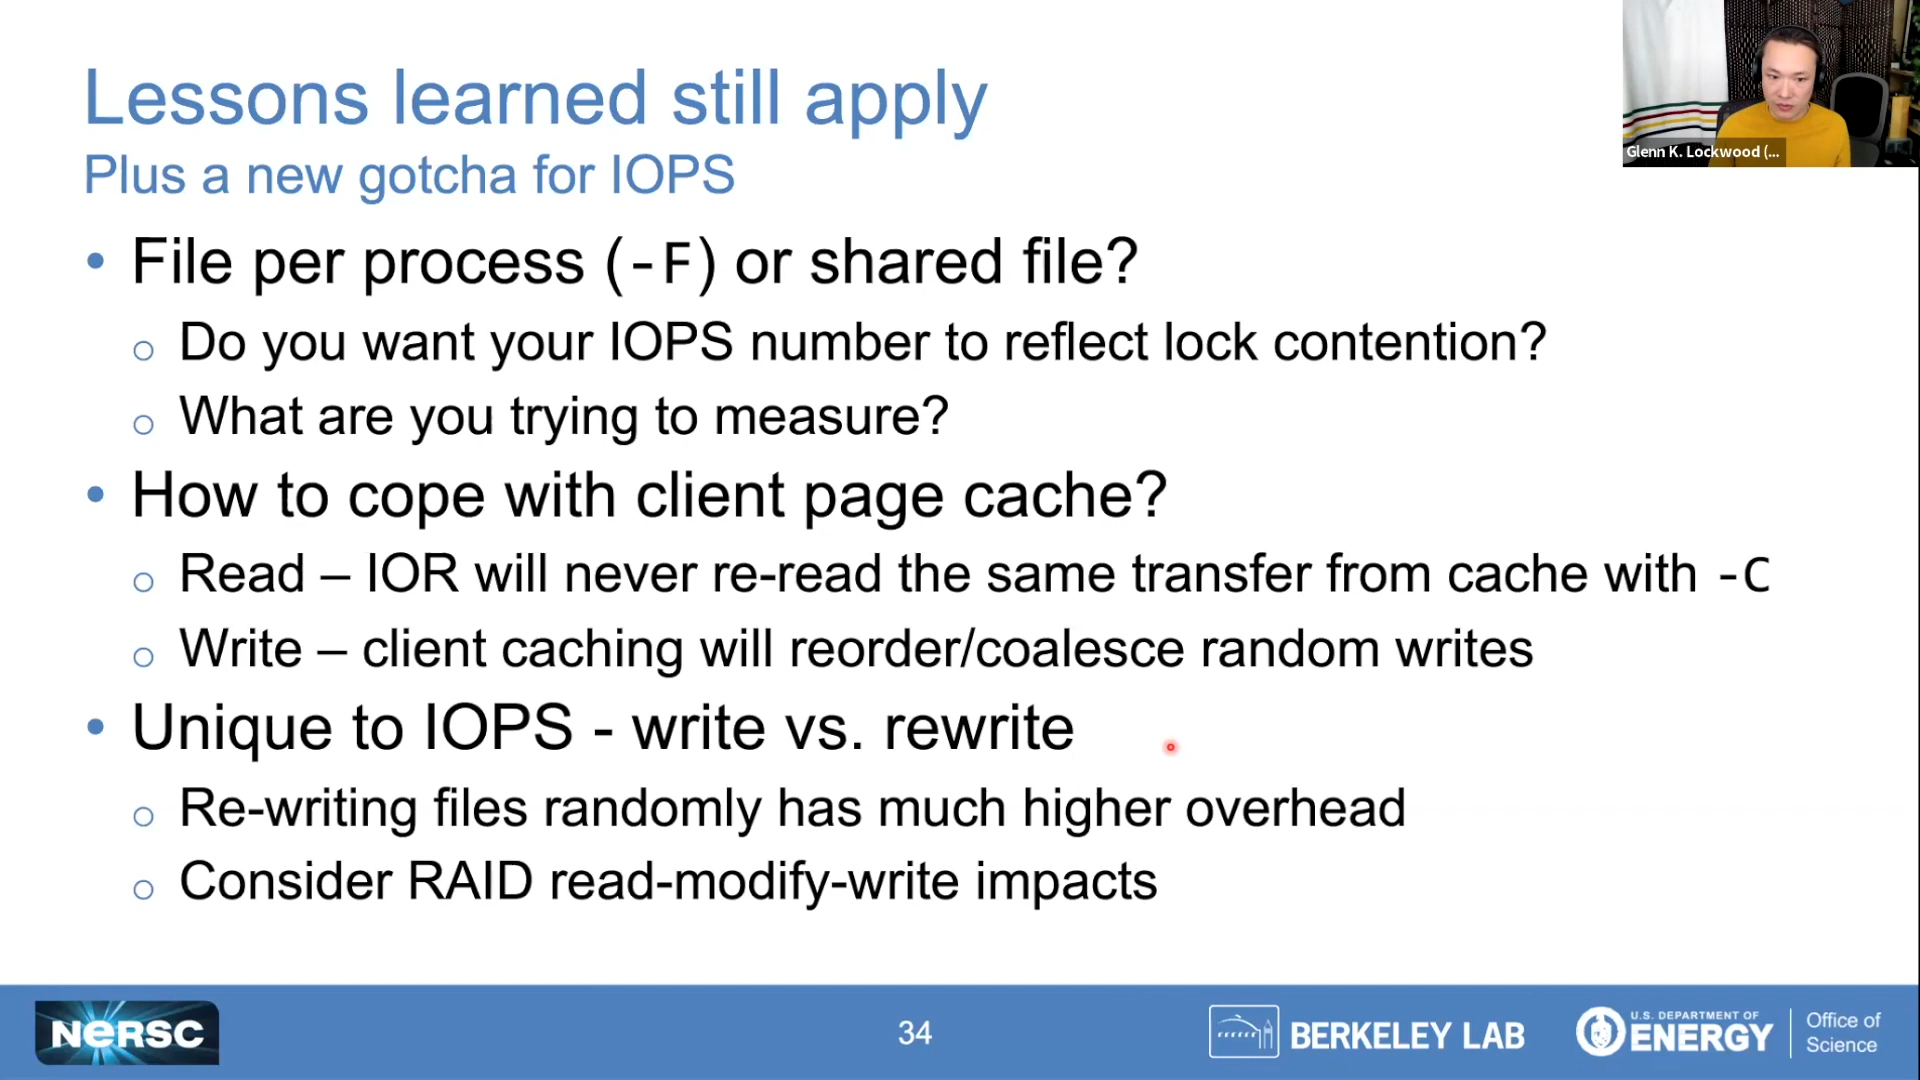 Lessons learned still apply
Plus a new gotcha for IOPS
Glenn K. Lockwood (...
• File per process (-F) or shared file?
o Do you want your IOPS number to reflect lock contention?
o What are you trying to measure?
• How to cope with client page cache?
o Read – IOR will never re-read the same transfer from cache with -C
o Write – client caching will reorder/coalesce random writes
• Unique to IOPS - write vs. rewrite
o Re-writing files randomly has much higher overhead
o Consider RAID read-modify-write impacts
NeRSC
34
BERKELEY LAB
U.S. DEPARTMENT OF
ENERGY
Office of
Science